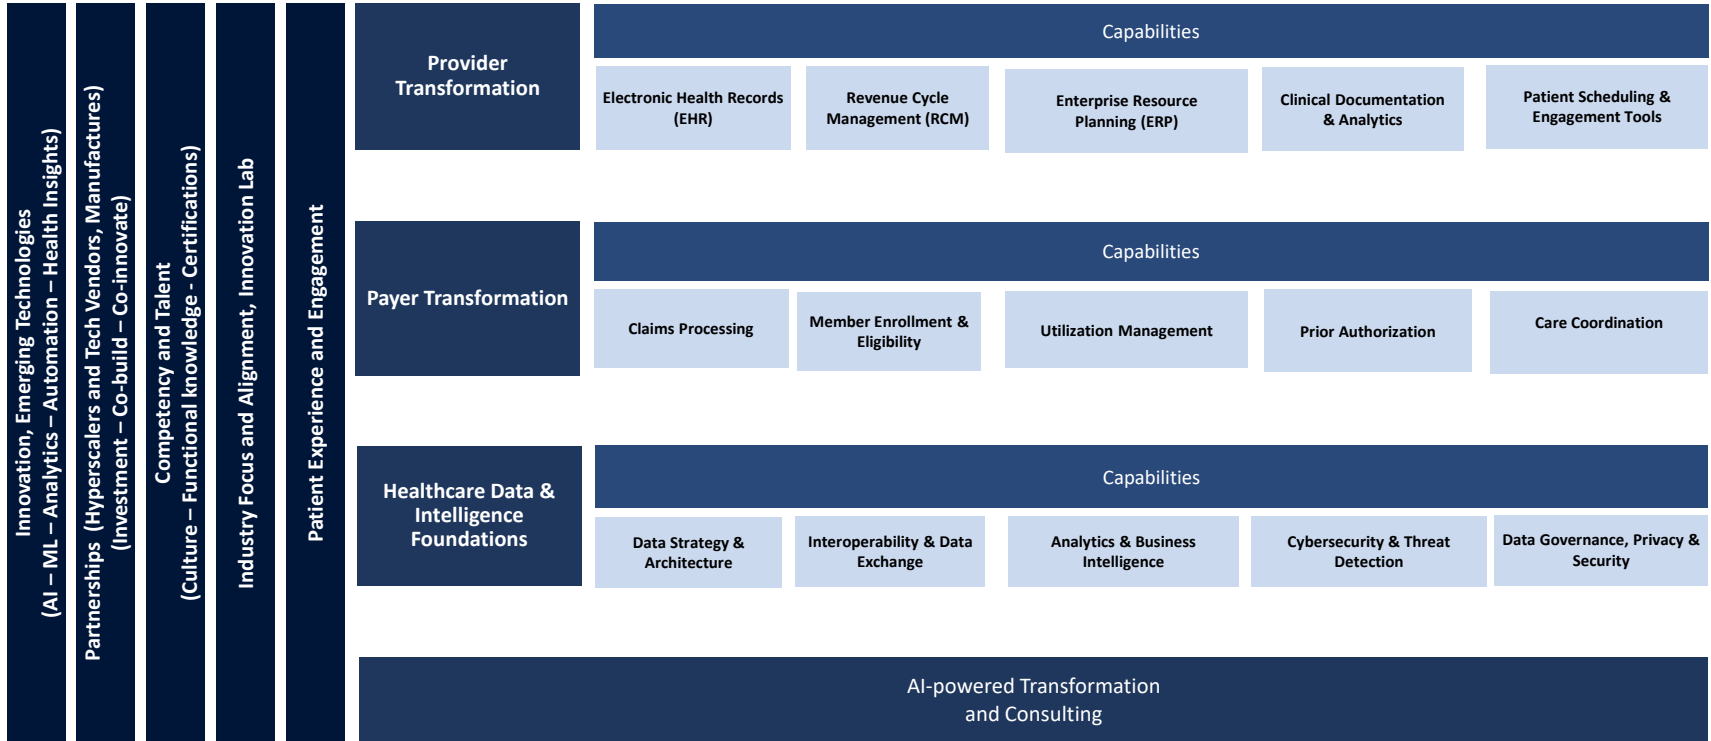 Innovation, Emerging Technologies
(AI – ML – Analytics – Automation – Health Insights)
Partnerships (Hyperscalers and Tech Vendors, Manufactures)
(Investment – Co-build – Co-innovate)
Competency and Talent
(Culture – Functional knowledge - Certifications)
Industry Focus and Alignment, Innovation Lab
Patient Experience and Engagement
Provider
Transformation
Capabilities
Electronic Health Records
(EHR)
Revenue Cycle
Management (RCM)
Enterprise Resource
Planning (ERP)
Clinical Documentation
& Analytics
Patient Scheduling &
Engagement Tools
Payer Transformation
Capabilities
Claims Processing
Member Enrollment &
Eligibility
Utilization Management
Prior Authorization
Care Coordination
Healthcare Data &
Intelligence
Foundations
Capabilities
Data Strategy &
Architecture
Interoperability & Data
Exchange
Analytics & Business
Intelligence
Cybersecurity & Threat
Detection
Data Governance, Privacy &
Security
AI-powered Transformation
and Consulting